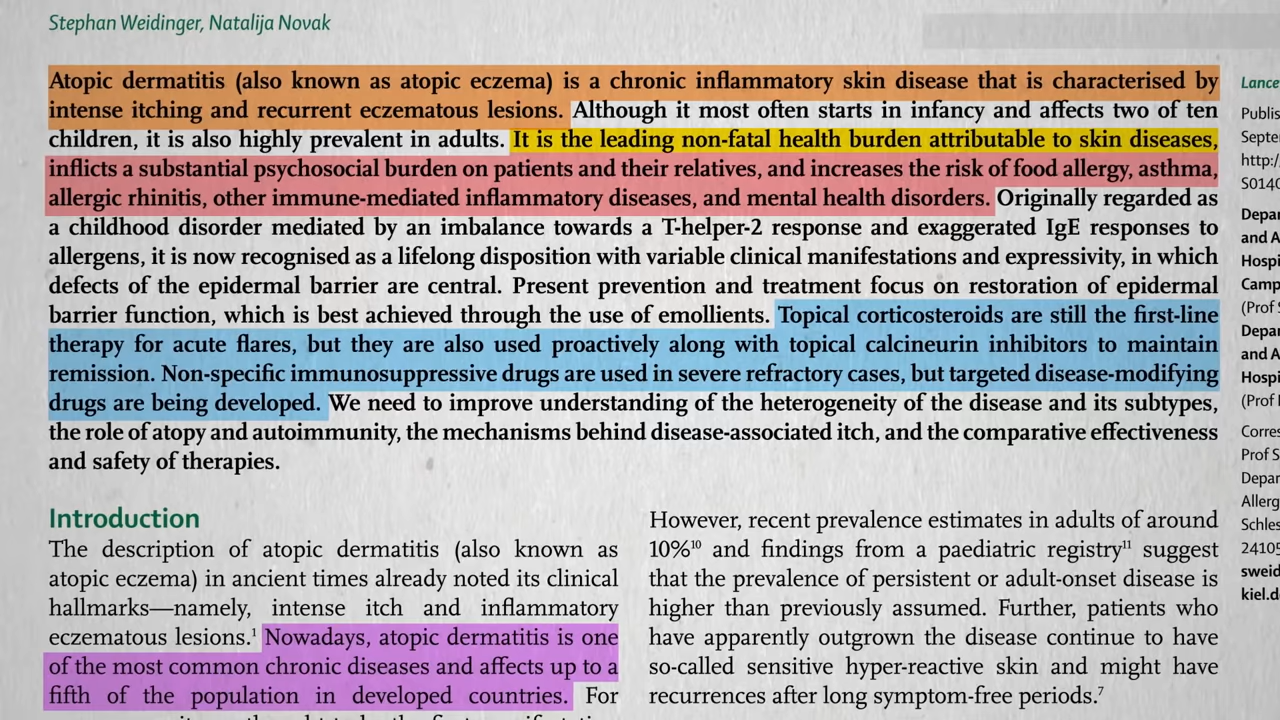 Stephan Weidinger, Natalija Novak
Atopic dermatitis (also known as atopic eczema) is a chronic inflammatory skin disease that is characterised by
intense itching and recurrent eczematous lesions. Although it most often starts in infancy and affects two of ten
children, it is also highly prevalent in adults. It is the leading non-fatal health burden attributable to skin diseases,
inflicts a substantial psychosocial burden on patients and their relatives, and increases the risk of food allergy, asthma,
allergic rhinitis, other immune-mediated inflammatory diseases, and mental health disorders. Originally regarded as
a childhood disorder mediated by an imbalance towards a T-helper-2 response and exaggerated IgE responses to
allergens, it is now recognised as a lifelong disposition with variable clinical manifestations and expressivity, in which
defects of the epidermal barrier are central. Present prevention and treatment focus on restoration of epidermal
barrier function, which is best achieved through the use of emollients. Topical corticosteroids are still the first-line
therapy for acute flares, but they are also used proactively along with topical calcineurin inhibitors to maintain
remission. Non-specific immunosuppressive drugs are used in severe refractory cases, but targeted disease-modifying
drugs are being developed. We need to improve understanding of the heterogeneity of the disease and its subtypes,
the role of atopy and autoimmunity, the mechanisms behind disease-associated itch, and the comparative effectiveness
and safety of therapies.
Introduction
The description of atopic dermatitis (also known as
atopic eczema) in ancient times already noted its clinical
hallmarks—namely, intense itch and inflammatory
eczematous lesions.¹ Nowadays, atopic dermatitis is one
of the most common chronic diseases and affects up to a
fifth of the population in developed countries. For
However, recent prevalence estimates in adults of around
10%¹⁰ and findings from a paediatric registry¹¹ suggest
that the prevalence of persistent or adult-onset disease is
higher than previously assumed. Further, patients who
have apparently outgrown the disease continue to have
so-called sensitive hyper-reactive skin and might have
recurrences after long symptom-free periods.⁷
Lance
Publis
Septe
http:/
S0140
Depar
and A
Hospi
Camp
(Prof
Depar
and A
Hospi
(Prof
Corres
Prof S
Depar
Allerg
Schles
24105
sweid
kiel.d